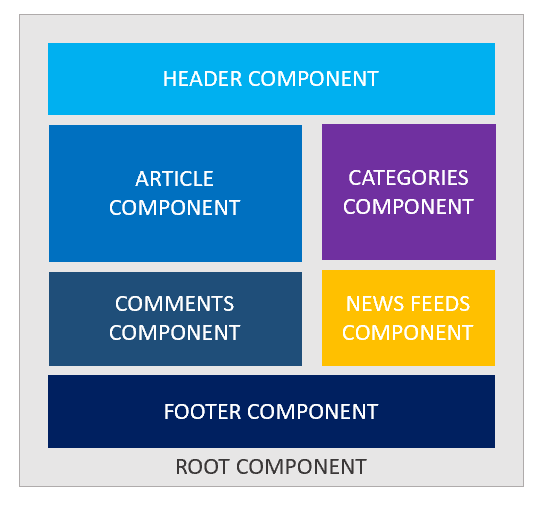 HEADER COMPONENT
ARTICLE
COMPONENT
CATEGORIES
COMPONENT
COMMENTS
COMPONENT
NEWS FEEDS
COMPONENT
FOOTER COMPONENT
ROOT COMPONENT